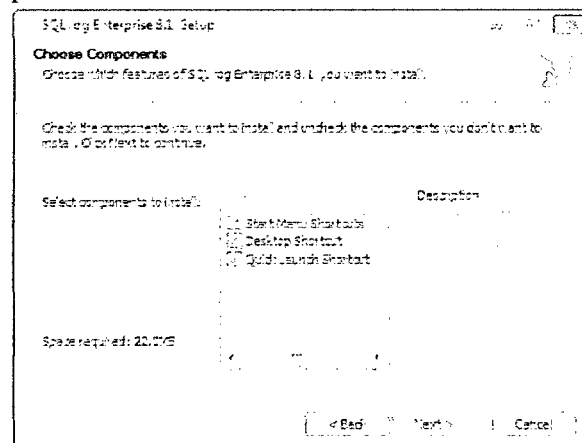 SQLyog Enterprise 8.1 Setup
Choose Components
Choose which features of SQLyog Enterprise 8.1 you want to install.
Check the components you want to install and uncheck the components you don't want to
install. Click Next to continue.
Select components to install:
Description
Start Menu Shortcuts
Desktop Shortcut
Quick Launch Shortcut
Space required:
< Back
Next >
Cancel